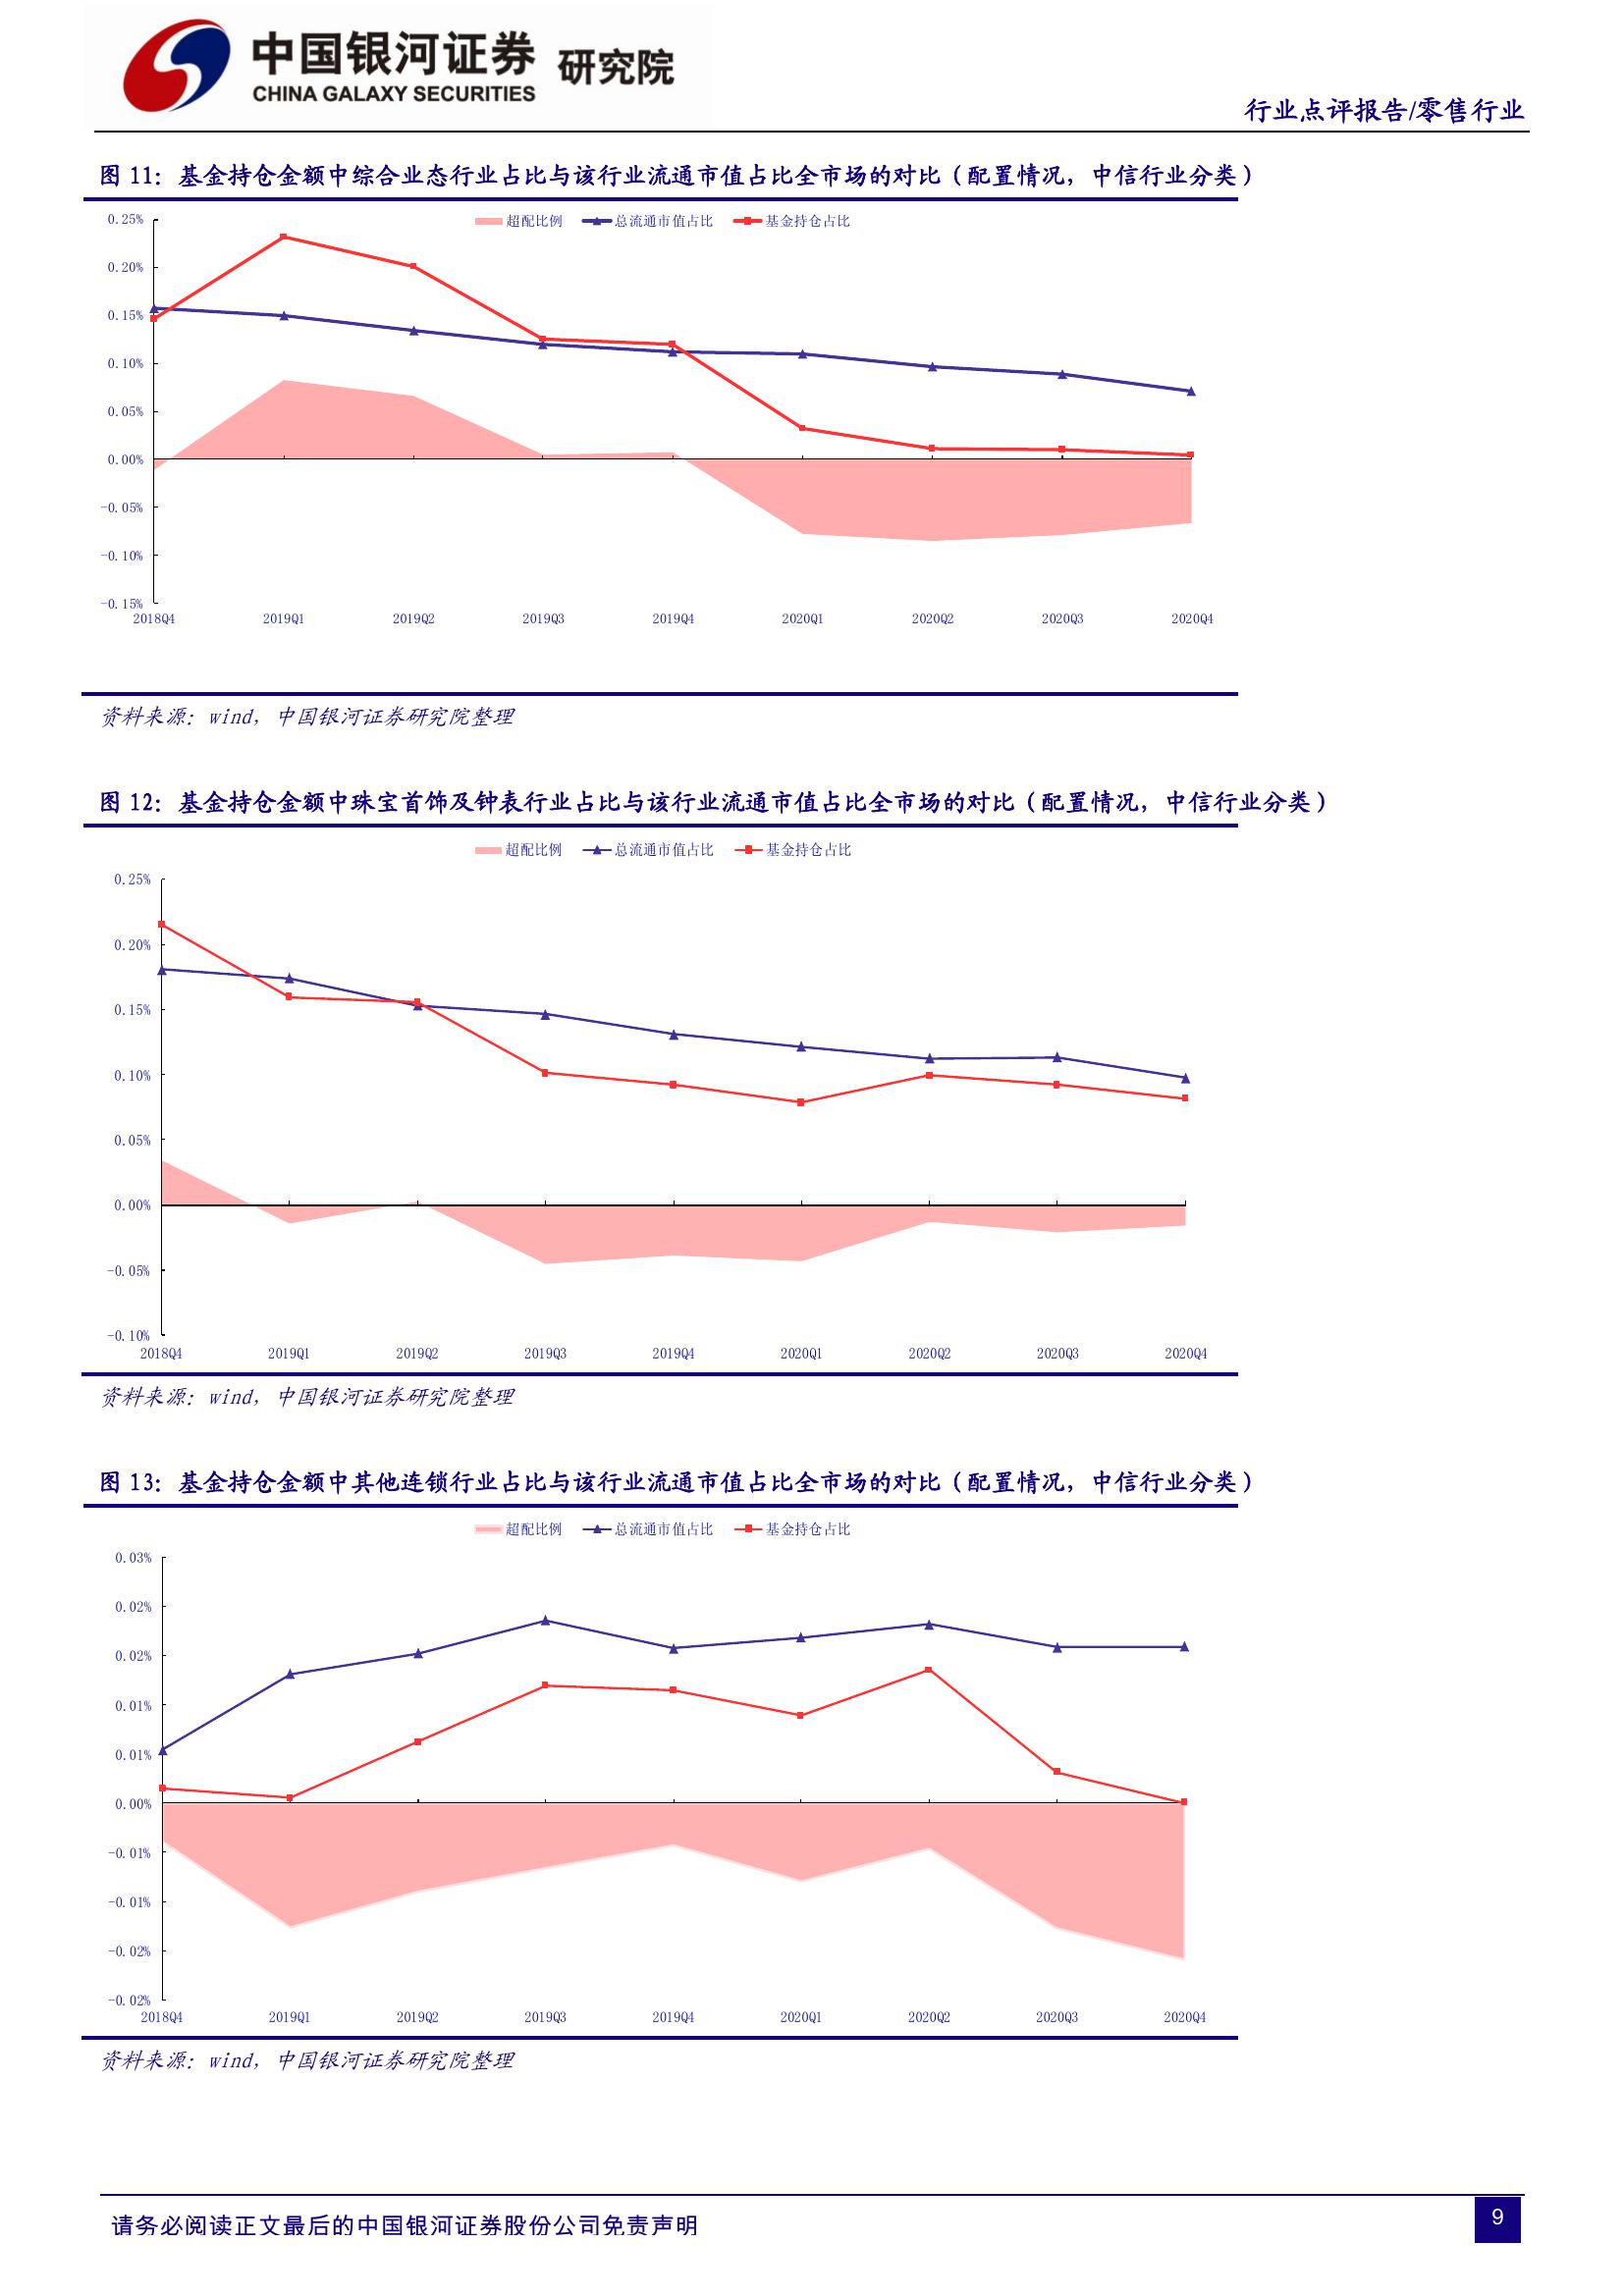 中国银河证券 研究院
CHINA GALAXY SECURITIES
行业点评报告/零售行业
图 11：基金持仓金额中综合业态行业占比与该行业流通市值占比全市场的对比（配置情况，中信行业分类）
超配比例 总流通市值占比 基金持仓占比
0.25%
0.20%
0.15%
0.10%
0.05%
0.00%
-0.05%
-0.10%
-0.15%
2018Q4 2019Q1 2019Q2 2019Q3 2019Q4 2020Q1 2020Q2 2020Q3 2020Q4
资料来源：wind，中国银河证券研究院整理
图 12：基金持仓金额中珠宝首饰及钟表行业占比与该行业流通市值占比全市场的对比（配置情况，中信行业分类）
超配比例 总流通市值占比 基金持仓占比
0.25%
0.20%
0.15%
0.10%
0.05%
0.00%
-0.05%
-0.10%
2018Q4 2019Q1 2019Q2 2019Q3 2019Q4 2020Q1 2020Q2 2020Q3 2020Q4
资料来源：wind，中国银河证券研究院整理
图 13：基金持仓金额中其他连锁行业占比与该行业流通市值占比全市场的对比（配置情况，中信行业分类）
超配比例 总流通市值占比 基金持仓占比
0.03%
0.02%
0.02%
0.01%
0.01%
0.00%
-0.01%
-0.01%
-0.02%
-0.02%
2018Q4 2019Q1 2019Q2 2019Q3 2019Q4 2020Q1 2020Q2 2020Q3 2020Q4
资料来源：wind，中国银河证券研究院整理
请务必阅读正文最后的中国银河证券股份公司免责声明
9